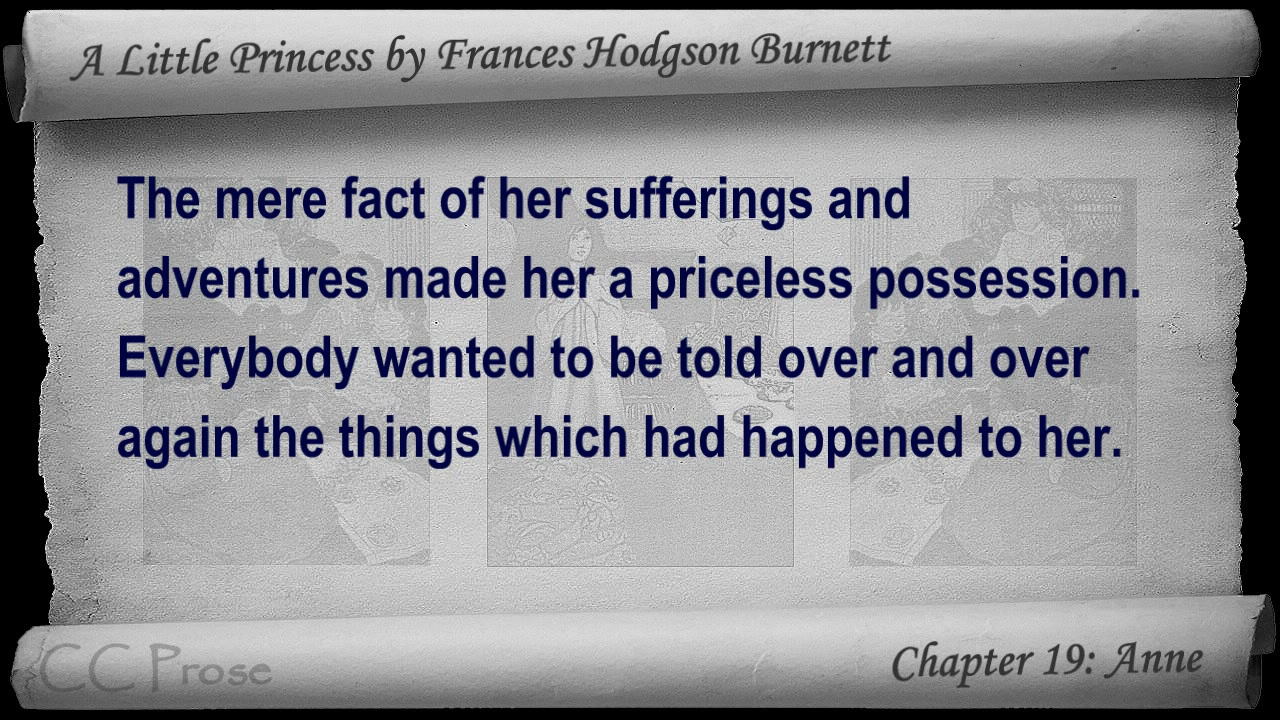 A Little Princess by Frances Hodgson Burnett
The mere fact of her sufferings and
adventures made her a priceless possession.
Everybody wanted to be told over and over
again the things which had happened to her.
CC Prose
Chapter 19: Anne